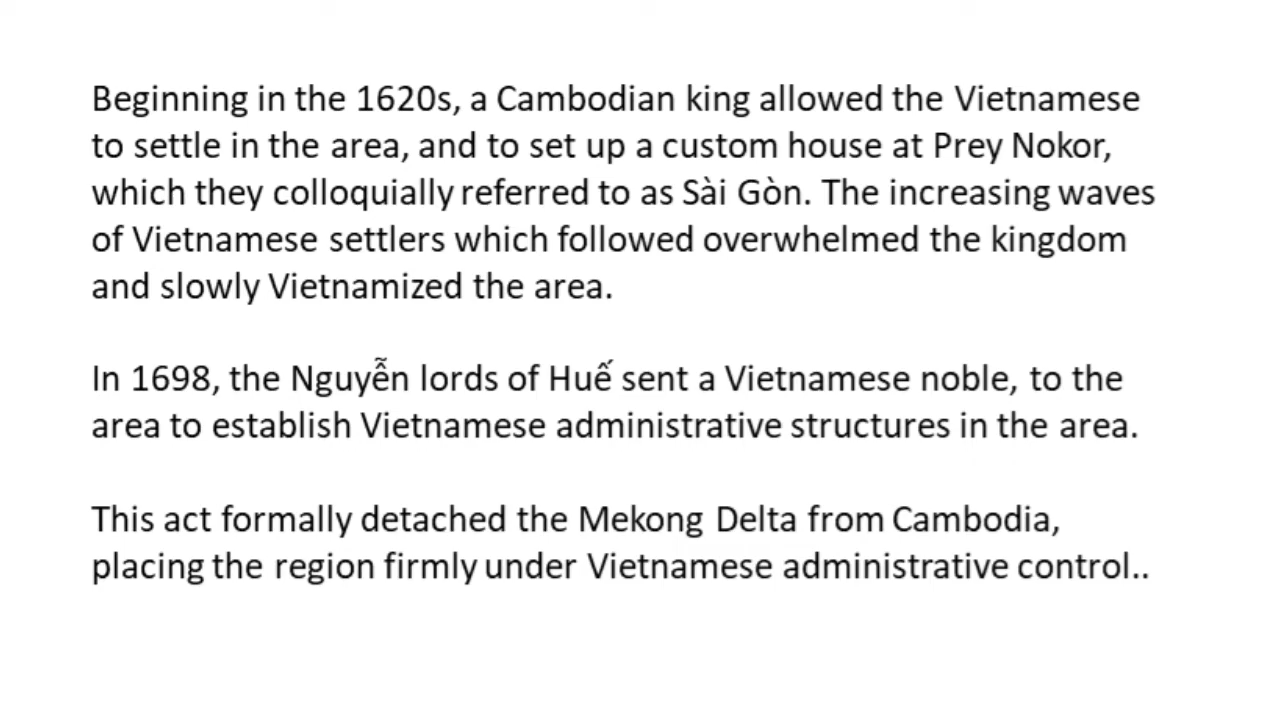 Beginning in the 1620s, a Cambodian king allowed the Vietnamese
to settle in the area, and to set up a custom house at Prey Nokor,
which they colloquially referred to as Sài Gòn. The increasing waves
of Vietnamese settlers which followed overwhelmed the kingdom
and slowly Vietnamized the area.
In 1698, the Nguyễn lords of Huế sent a Vietnamese noble, to the
area to establish Vietnamese administrative structures in the area.
This act formally detached the Mekong Delta from Cambodia,
placing the region firmly under Vietnamese administrative control..